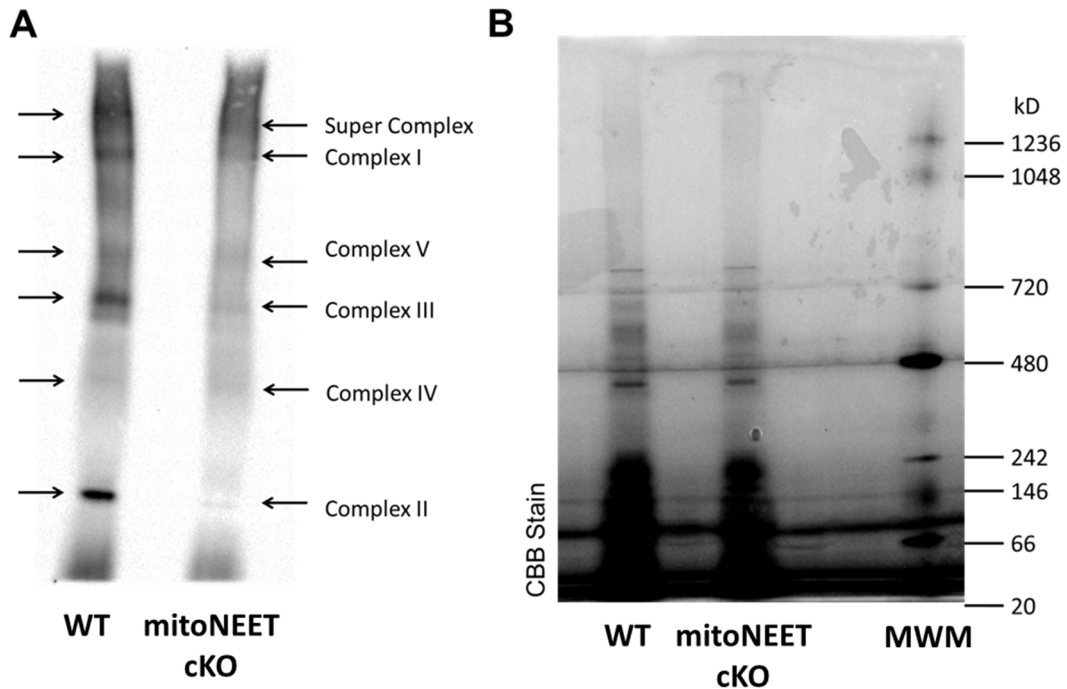 A
Super Complex
Complex I
Complex V
Complex III
Complex IV
Complex II
WT
mitoNEET
cKO
B
kD
1236
1048
720
480
242
146
66
20
CBB Stain
WT
mitoNEET
cKO
MWM